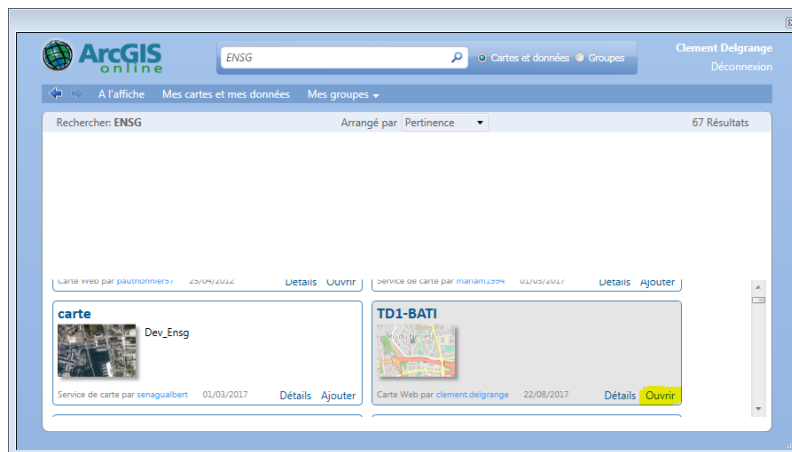 ArcGIS
online
ENSG
Cartes et données
Groupes
Clement Delgrange
Déconnexion
A l'affiche
Mes cartes et mes données
Mes groupes
Rechercher: ENSG
Arrangé par Pertinence
67 Résultats
Carte Web par pauthonnier57 25/04/2012 Détails Ouvrir
Service de carte par mariam1994 01/03/2017 Détails Ajouter
carte
Dev_Ensg
Service de carte par senagualbert 01/03/2017 Détails Ajouter
TD1-BATI
Carte Web par clement.delgrange 22/08/2017 Détails Ouvrir